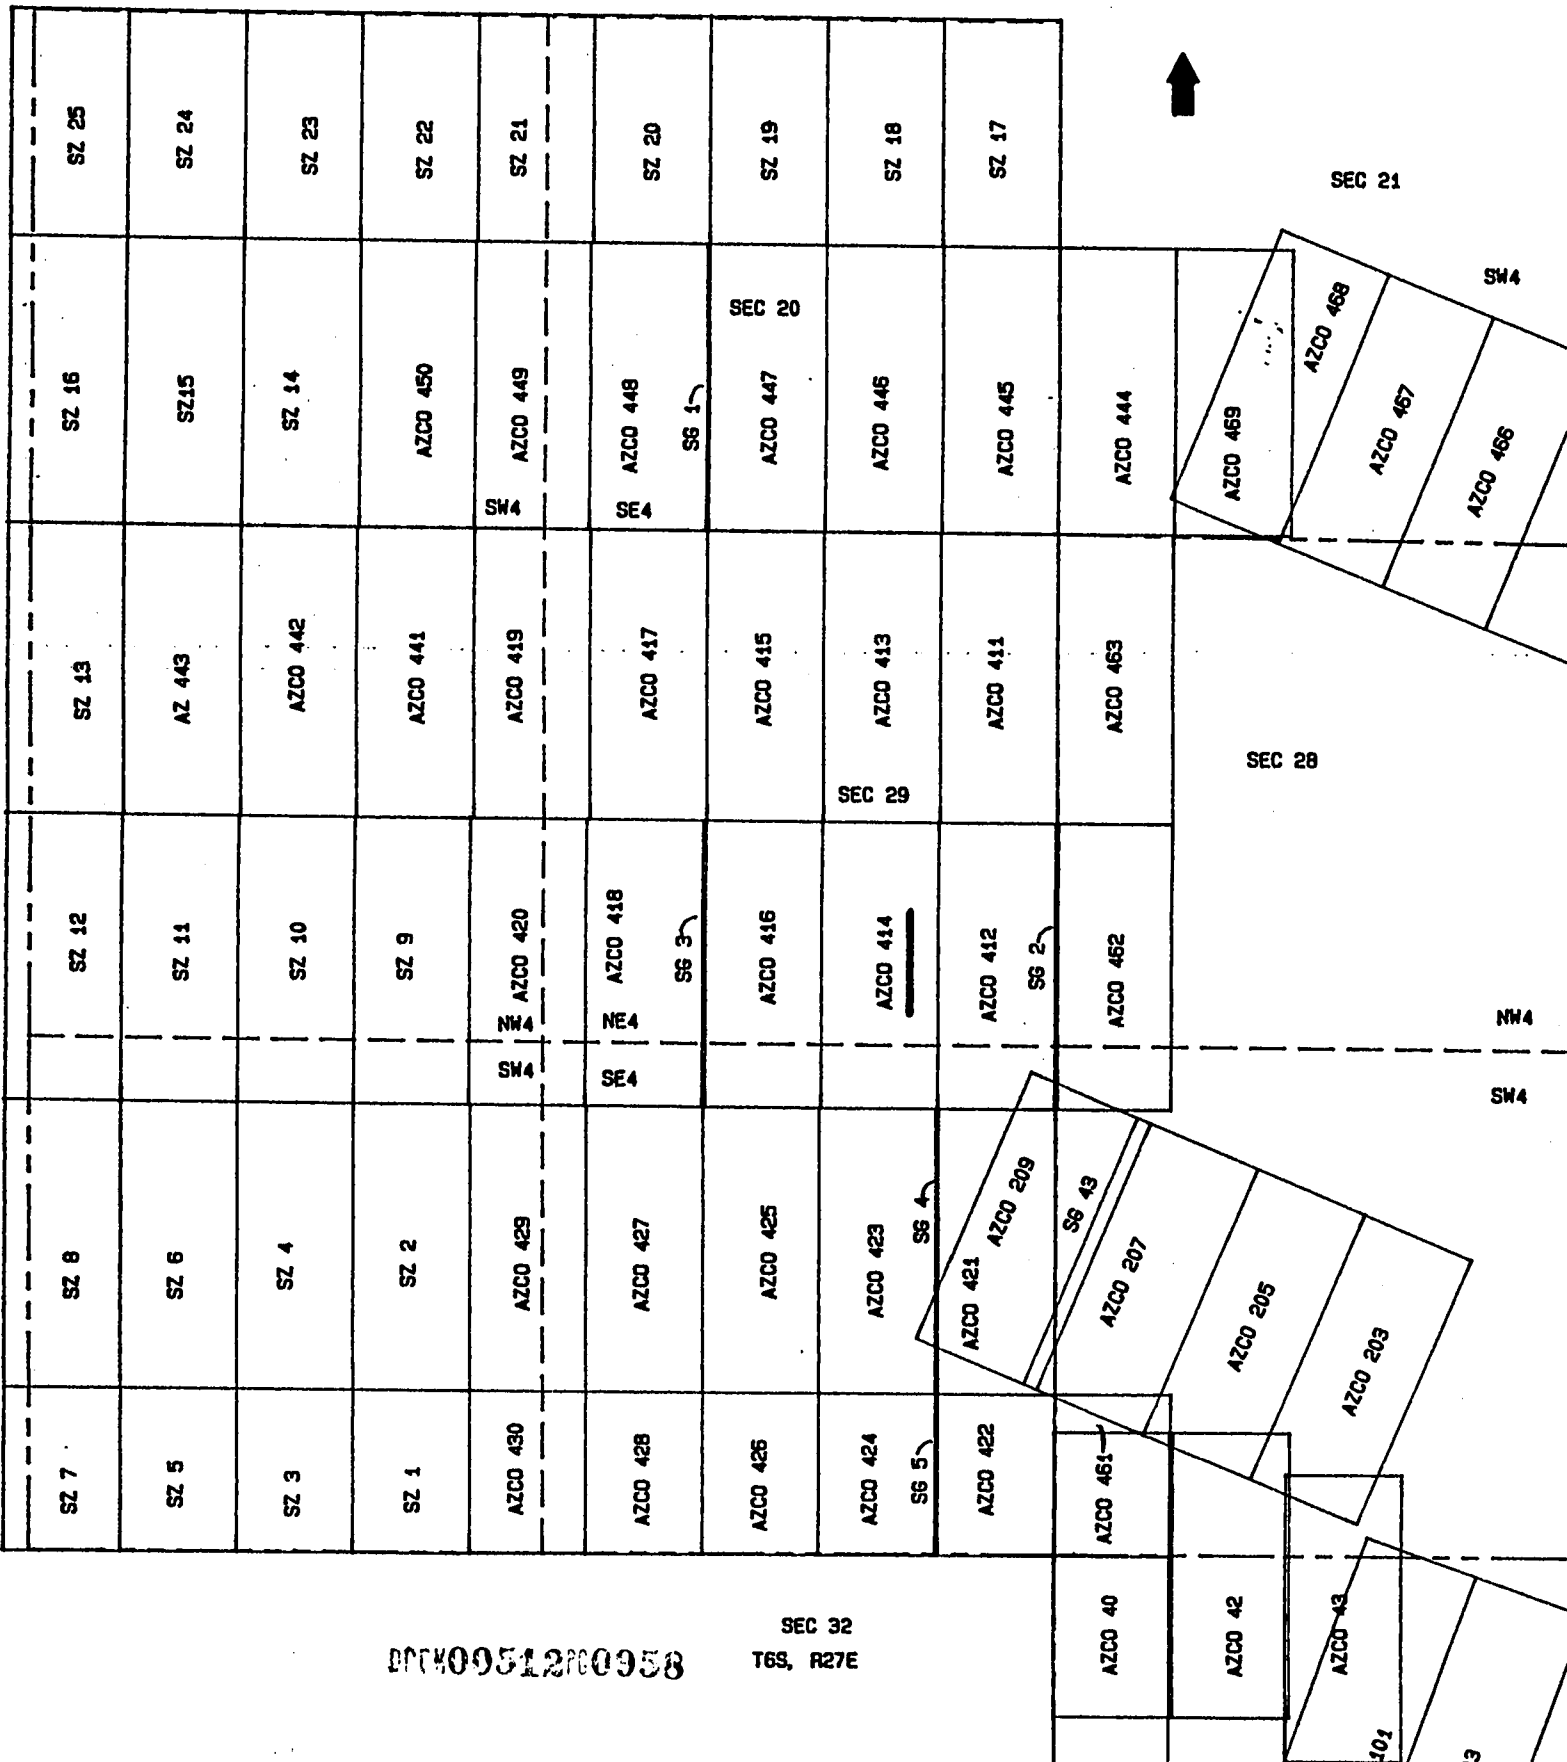 SZ 25
SZ 24
SZ 23
SZ 22
SZ 21
SZ 20
SZ 19
SZ 18
SZ 17
SEC 21
SW4
SEC 20
SZ 16
SZ15
SZ 14
AZCO 450
AZCO 449
AZCO 448
SG 1
AZCO 447
AZCO 446
AZCO 445
AZCO 444
AZCO 469
AZCO 468
AZCO 467
AZCO 466
SW4
SE4
SZ 13
AZ 443
AZCO 442
AZCO 441
AZCO 419
AZCO 417
AZCO 415
AZCO 413
AZCO 411
AZCO 463
SEC 28
SEC 29
SZ 12
SZ 11
SZ 10
SZ 9
AZCO 420
AZCO 418
SG 3
AZCO 416
AZCO 414
AZCO 412
SG 2
AZCO 462
NW4
NE4
NW4
SW4
SE4
SW4
SZ 8
SZ 6
SZ 4
SZ 2
AZCO 429
AZCO 427
AZCO 425
AZCO 423
SG 4
AZCO 421
AZCO 209
SG 43
AZCO 207
AZCO 205
AZCO 203
SZ 7
SZ 5
SZ 3
SZ 1
AZCO 430
AZCO 428
AZCO 426
AZCO 424
SG 5
AZCO 422
AZCO 461
AZCO 40
AZCO 42
AZCO 43
101
3
SEC 32
T6S, R27E